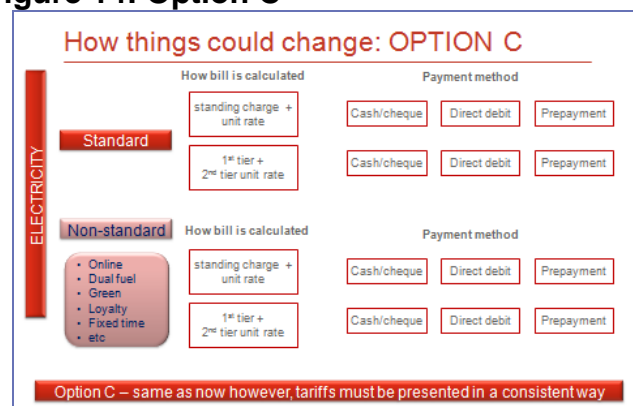 Figure 14: Option C
How things could change: OPTION C
How bill is calculated
Payment method
ELECTRICITY
Standard
standing charge +
unit rate
Cash/cheque
Direct debit
Prepayment
1st tier +
2nd tier unit rate
Cash/cheque
Direct debit
Prepayment
Non-standard
How bill is calculated
Payment method
• Online
• Dual fuel
• Green
• Loyalty
• Fixed time
• etc
standing charge +
unit rate
Cash/cheque
Direct debit
Prepayment
1st tier +
2nd tier unit rate
Cash/cheque
Direct debit
Prepayment
Option C – same as now however, tariffs must be presented in a consistent way